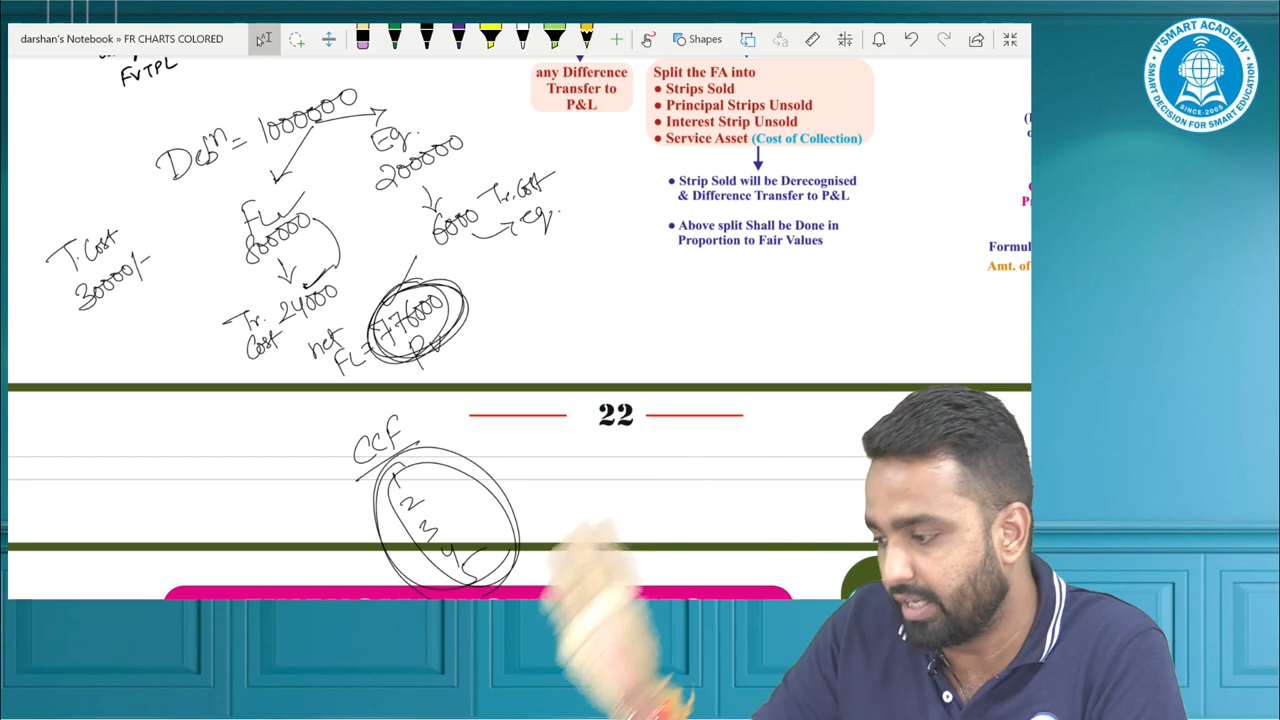 darshan's Notebook » FR CHARTS COLORED
Shapes
FVTPL
Deb^n = 1000000
Eq.
200000
FL
800000
6000 Tr. Cost
eq.
T. Cost
30000/-
Tr. Cost 24000
net FL = 776000
PV
any Difference
Transfer to
P&L
Split the FA into
● Strips Sold
● Principal Strips Unsold
● Interest Strip Unsold
● Service Asset (Cost of Collection)
● Strip Sold will be Derecognised
& Difference Transfer to P&L
● Above split Shall be Done in
Proportion to Fair Values
Formul
Amt. of
22
CCF
1
2
3
4
5
V'SMART ACADEMY
SINCE-2005
SMART DECISION FOR SMART EDUCATION